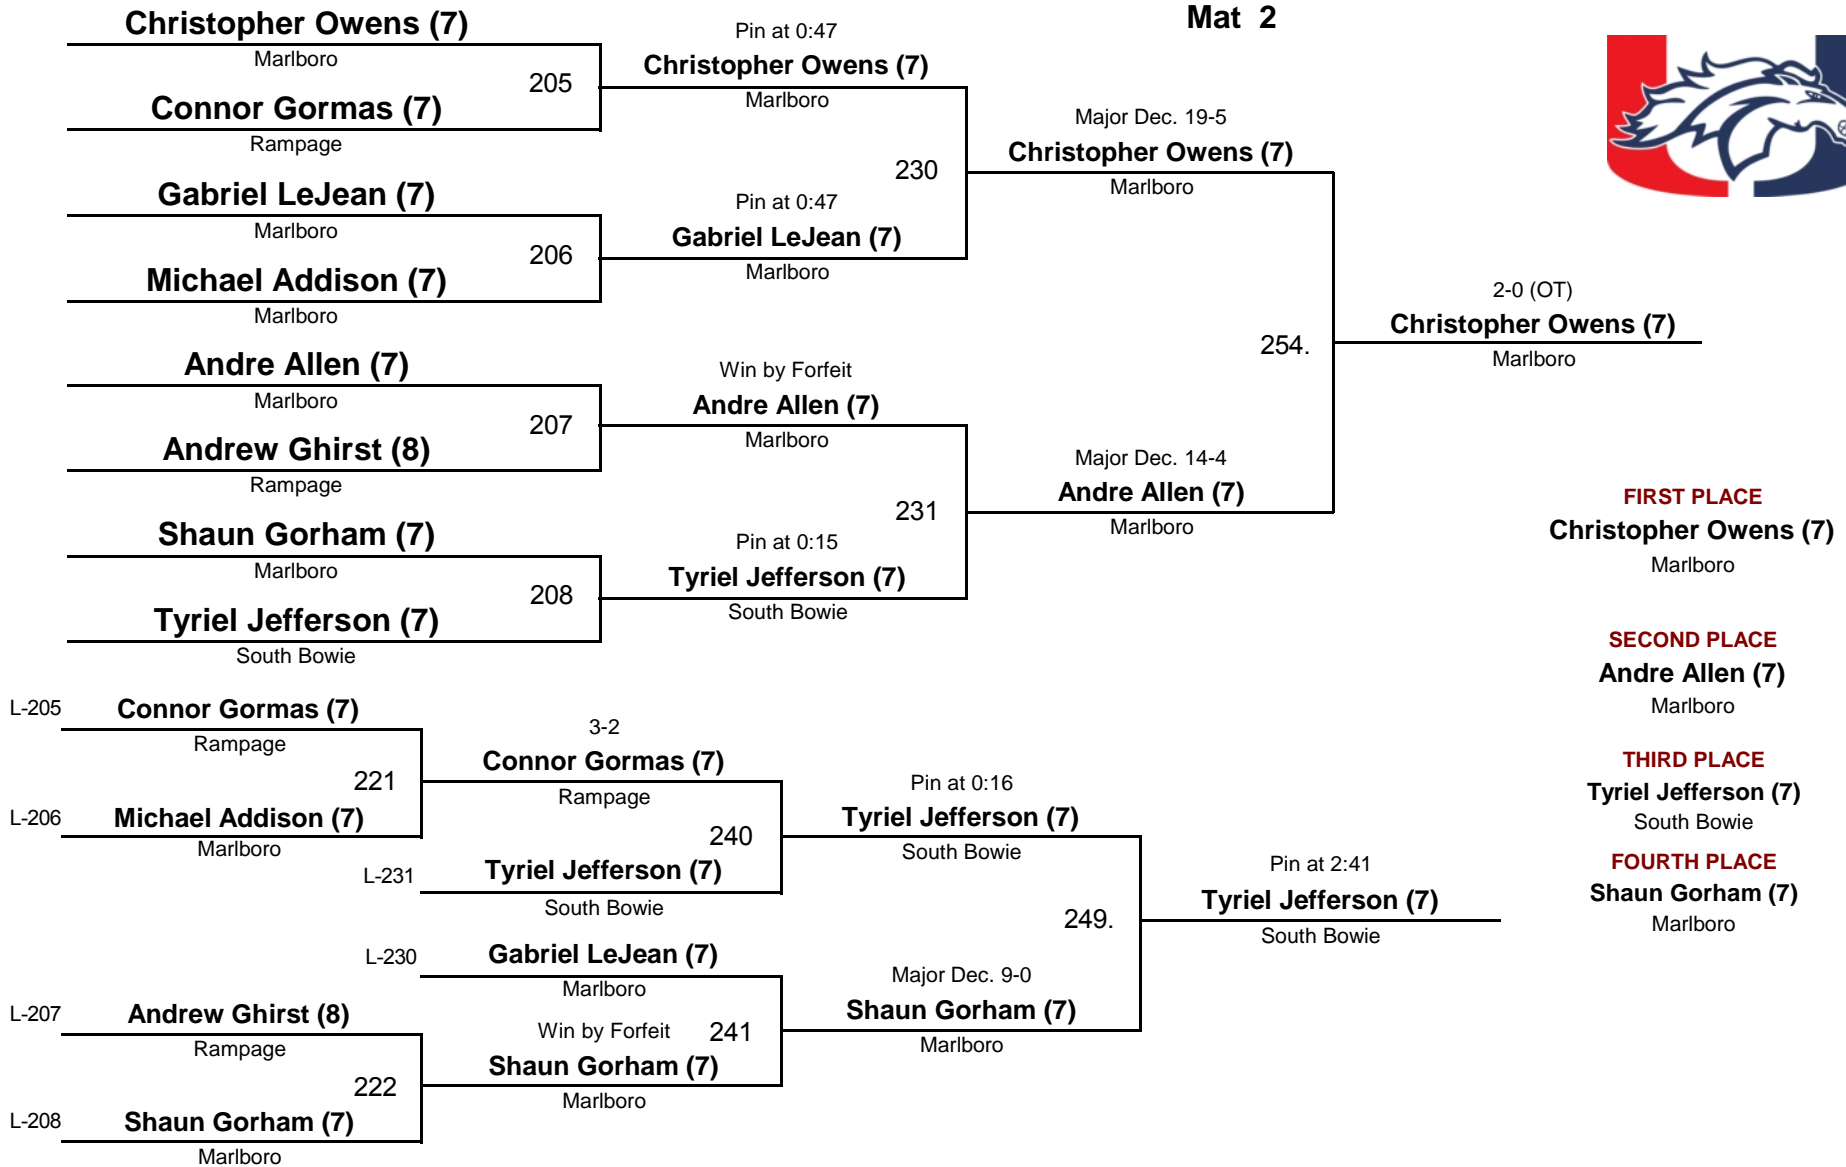 Mat 2
Christopher Owens (7)
Marlboro
205
Connor Gormas (7)
Rampage
Gabriel LeJean (7)
Marlboro
206
Michael Addison (7)
Marlboro
Andre Allen (7)
Marlboro
207
Andrew Ghirst (8)
Rampage
Shaun Gorham (7)
Marlboro
208
Tyriel Jefferson (7)
South Bowie
Pin at 0:47
Christopher Owens (7)
Marlboro
230
Pin at 0:47
Gabriel LeJean (7)
Marlboro
Win by Forfeit
Andre Allen (7)
Marlboro
231
Pin at 0:15
Tyriel Jefferson (7)
South Bowie
Major Dec. 19-5
Christopher Owens (7)
Marlboro
254.
Major Dec. 14-4
Andre Allen (7)
Marlboro
2-0 (OT)
Christopher Owens (7)
Marlboro
L-205
Connor Gormas (7)
Rampage
221
L-206
Michael Addison (7)
Marlboro
3-2
Connor Gormas (7)
Rampage
240
L-231
Tyriel Jefferson (7)
South Bowie
L-230
Gabriel LeJean (7)
Marlboro
L-207
Andrew Ghirst (8)
Rampage
222
L-208
Shaun Gorham (7)
Marlboro
Win by Forfeit
241
Shaun Gorham (7)
Marlboro
Pin at 0:16
Tyriel Jefferson (7)
South Bowie
249.
Major Dec. 9-0
Shaun Gorham (7)
Marlboro
Pin at 2:41
Tyriel Jefferson (7)
South Bowie
FIRST PLACE
Christopher Owens (7)
Marlboro
SECOND PLACE
Andre Allen (7)
Marlboro
THIRD PLACE
Tyriel Jefferson (7)
South Bowie
FOURTH PLACE
Shaun Gorham (7)
Marlboro